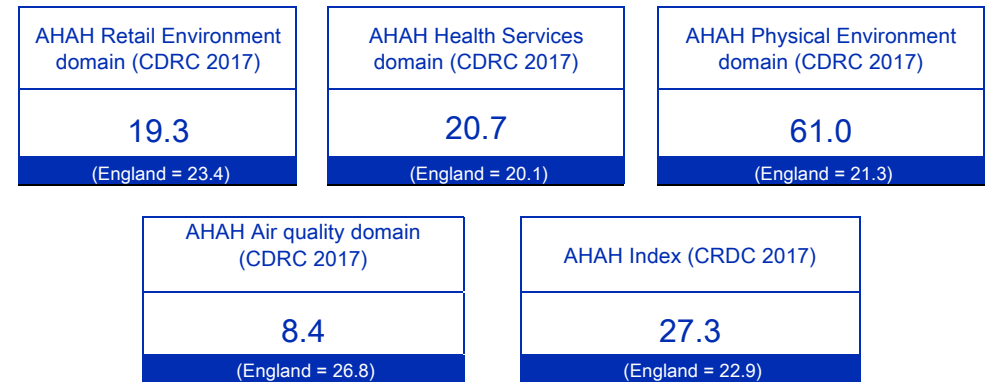 AHAH Retail Environment
domain (CDRC 2017)
19.3
(England = 23.4)
AHAH Health Services
domain (CDRC 2017)
20.7
(England = 20.1)
AHAH Physical Environment
domain (CDRC 2017)
61.0
(England = 21.3)
AHAH Air quality domain
(CDRC 2017)
8.4
(England = 26.8)
AHAH Index (CRDC 2017)
27.3
(England = 22.9)